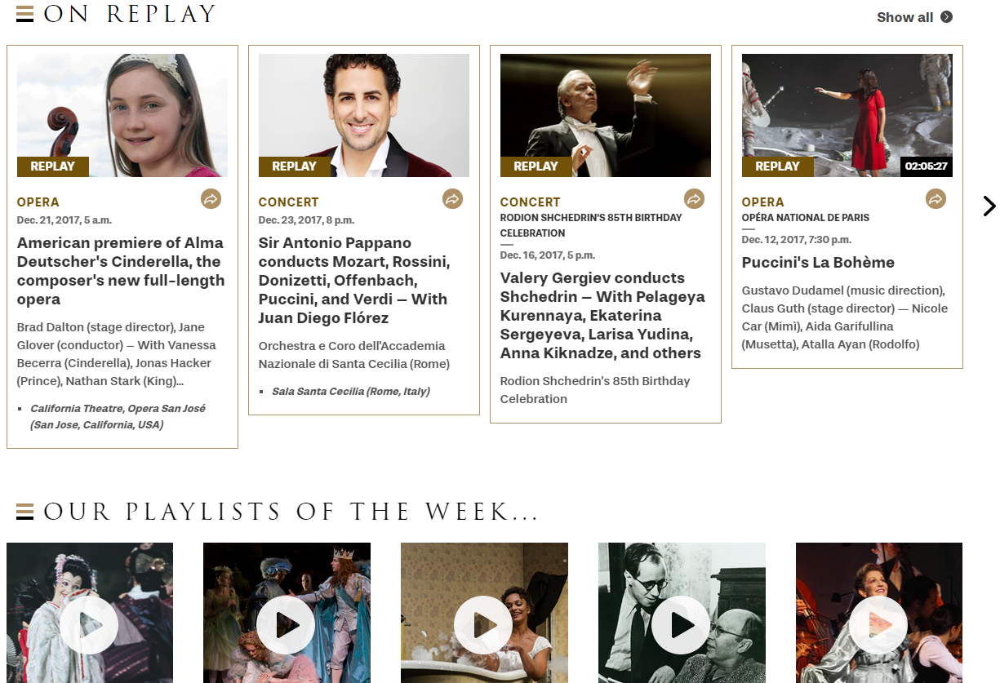 ON REPLAY
Show all
REPLAY
OPERA
Dec. 21, 2017, 5 a.m.
American premiere of Alma
Deutscher's Cinderella, the
composer's new full-length
opera
Brad Dalton (stage director), Jane
Glover (conductor) — With Vanessa
Becerra (Cinderella), Jonas Hacker
(Prince), Nathan Stark (King)...
▪ California Theatre, Opera San José
(San Jose, California, USA)
REPLAY
CONCERT
Dec. 23, 2017, 8 p.m.
Sir Antonio Pappano
conducts Mozart, Rossini,
Donizetti, Offenbach,
Puccini, and Verdi — With
Juan Diego Flórez
Orchestra e Coro dell'Accademia
Nazionale di Santa Cecilia (Rome)
▪ Sala Santa Cecilia (Rome, Italy)
REPLAY
CONCERT
RODION SHCHEDRIN'S 85TH BIRTHDAY
CELEBRATION
Dec. 16, 2017, 5 p.m.
Valery Gergiev conducts
Shchedrin — With Pelageya
Kurennaya, Ekaterina
Sergeyeva, Larisa Yudina,
Anna Kiknadze, and others
Rodion Shchedrin's 85th Birthday
Celebration
REPLAY
02:05:27
OPERA
OPÉRA NATIONAL DE PARIS
Dec. 12, 2017, 7:30 p.m.
Puccini's La Bohème
Gustavo Dudamel (music direction),
Claus Guth (stage director) — Nicole
Car (Mimì), Aida Garifullina
(Musetta), Atalla Ayan (Rodolfo)
OUR PLAYLISTS OF THE WEEK...